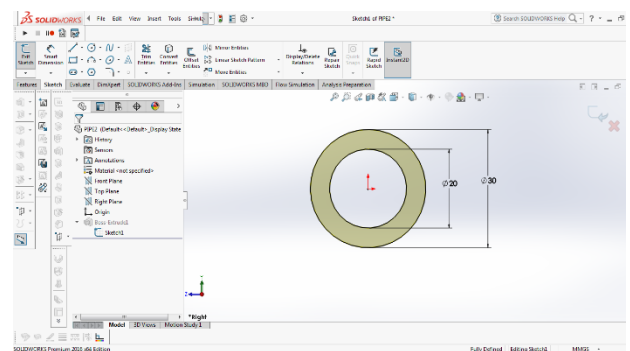 SOLIDWORKS File Edit View Insert Tools
Sketch1 of PIPE2 *
Search SOLIDWORKS Help
Exit Sketch
Smart Dimension
Trim Entities
Convert Entities
Offset Entities
Mirror Entities
Linear Sketch Pattern
Move Entities
Display/Delete Relations
Repair Sketch
Quick Snaps
Rapid Sketch
Instant2D
Features Sketch Evaluate DimXpert SOLIDWORKS Add-Ins Simulation SOLIDWORKS MBD Flow Simulation Analysis Preparation
PIPE2 (Default<<Default>_Display State
History
Sensors
Annotations
Material <not specified>
Front Plane
Top Plane
Right Plane
Origin
Boss-Extrude1
Sketch1
Ø20
Ø30
*Right
Model 3D Views Motion Study 1
SOLIDWORKS Premium 2016 x64 Edition
Fully Defined Editing Sketch1 MMGS